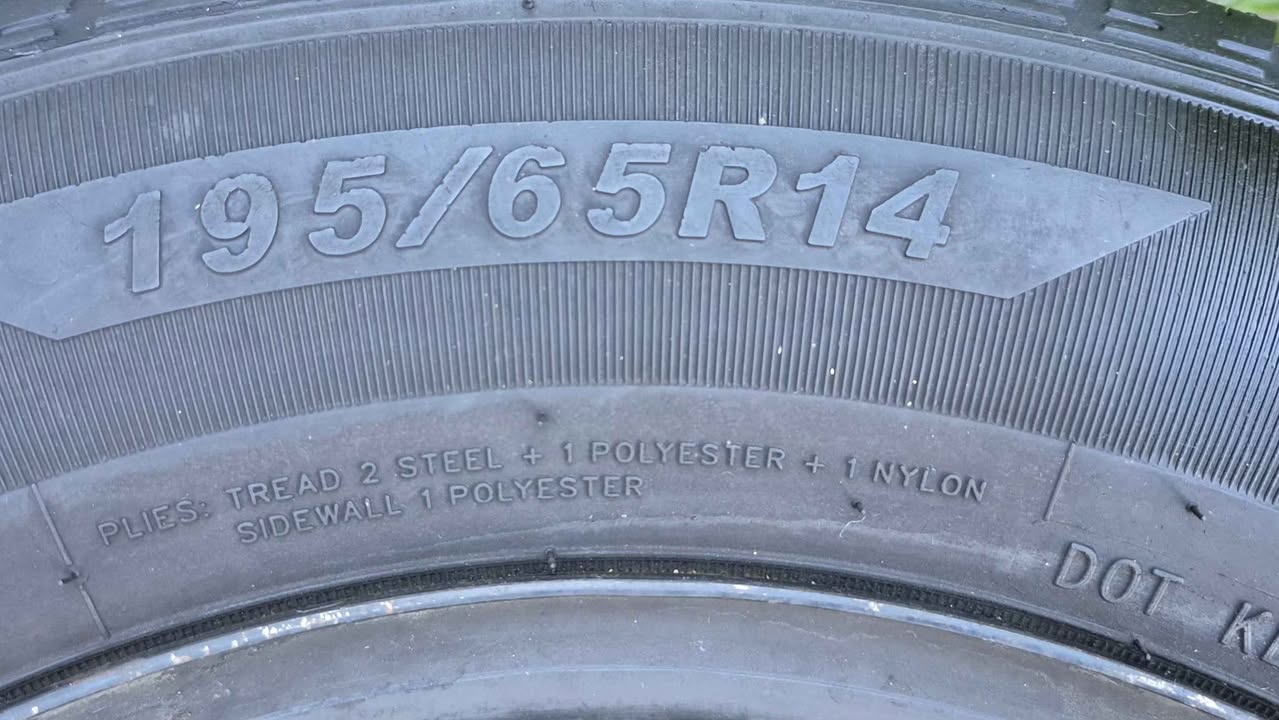 195/65R14
PLIES: TREAD 2 STEEL + 1 POLYESTER + 1 NYLON
SIDEWALL 1 POLYESTER
DOT